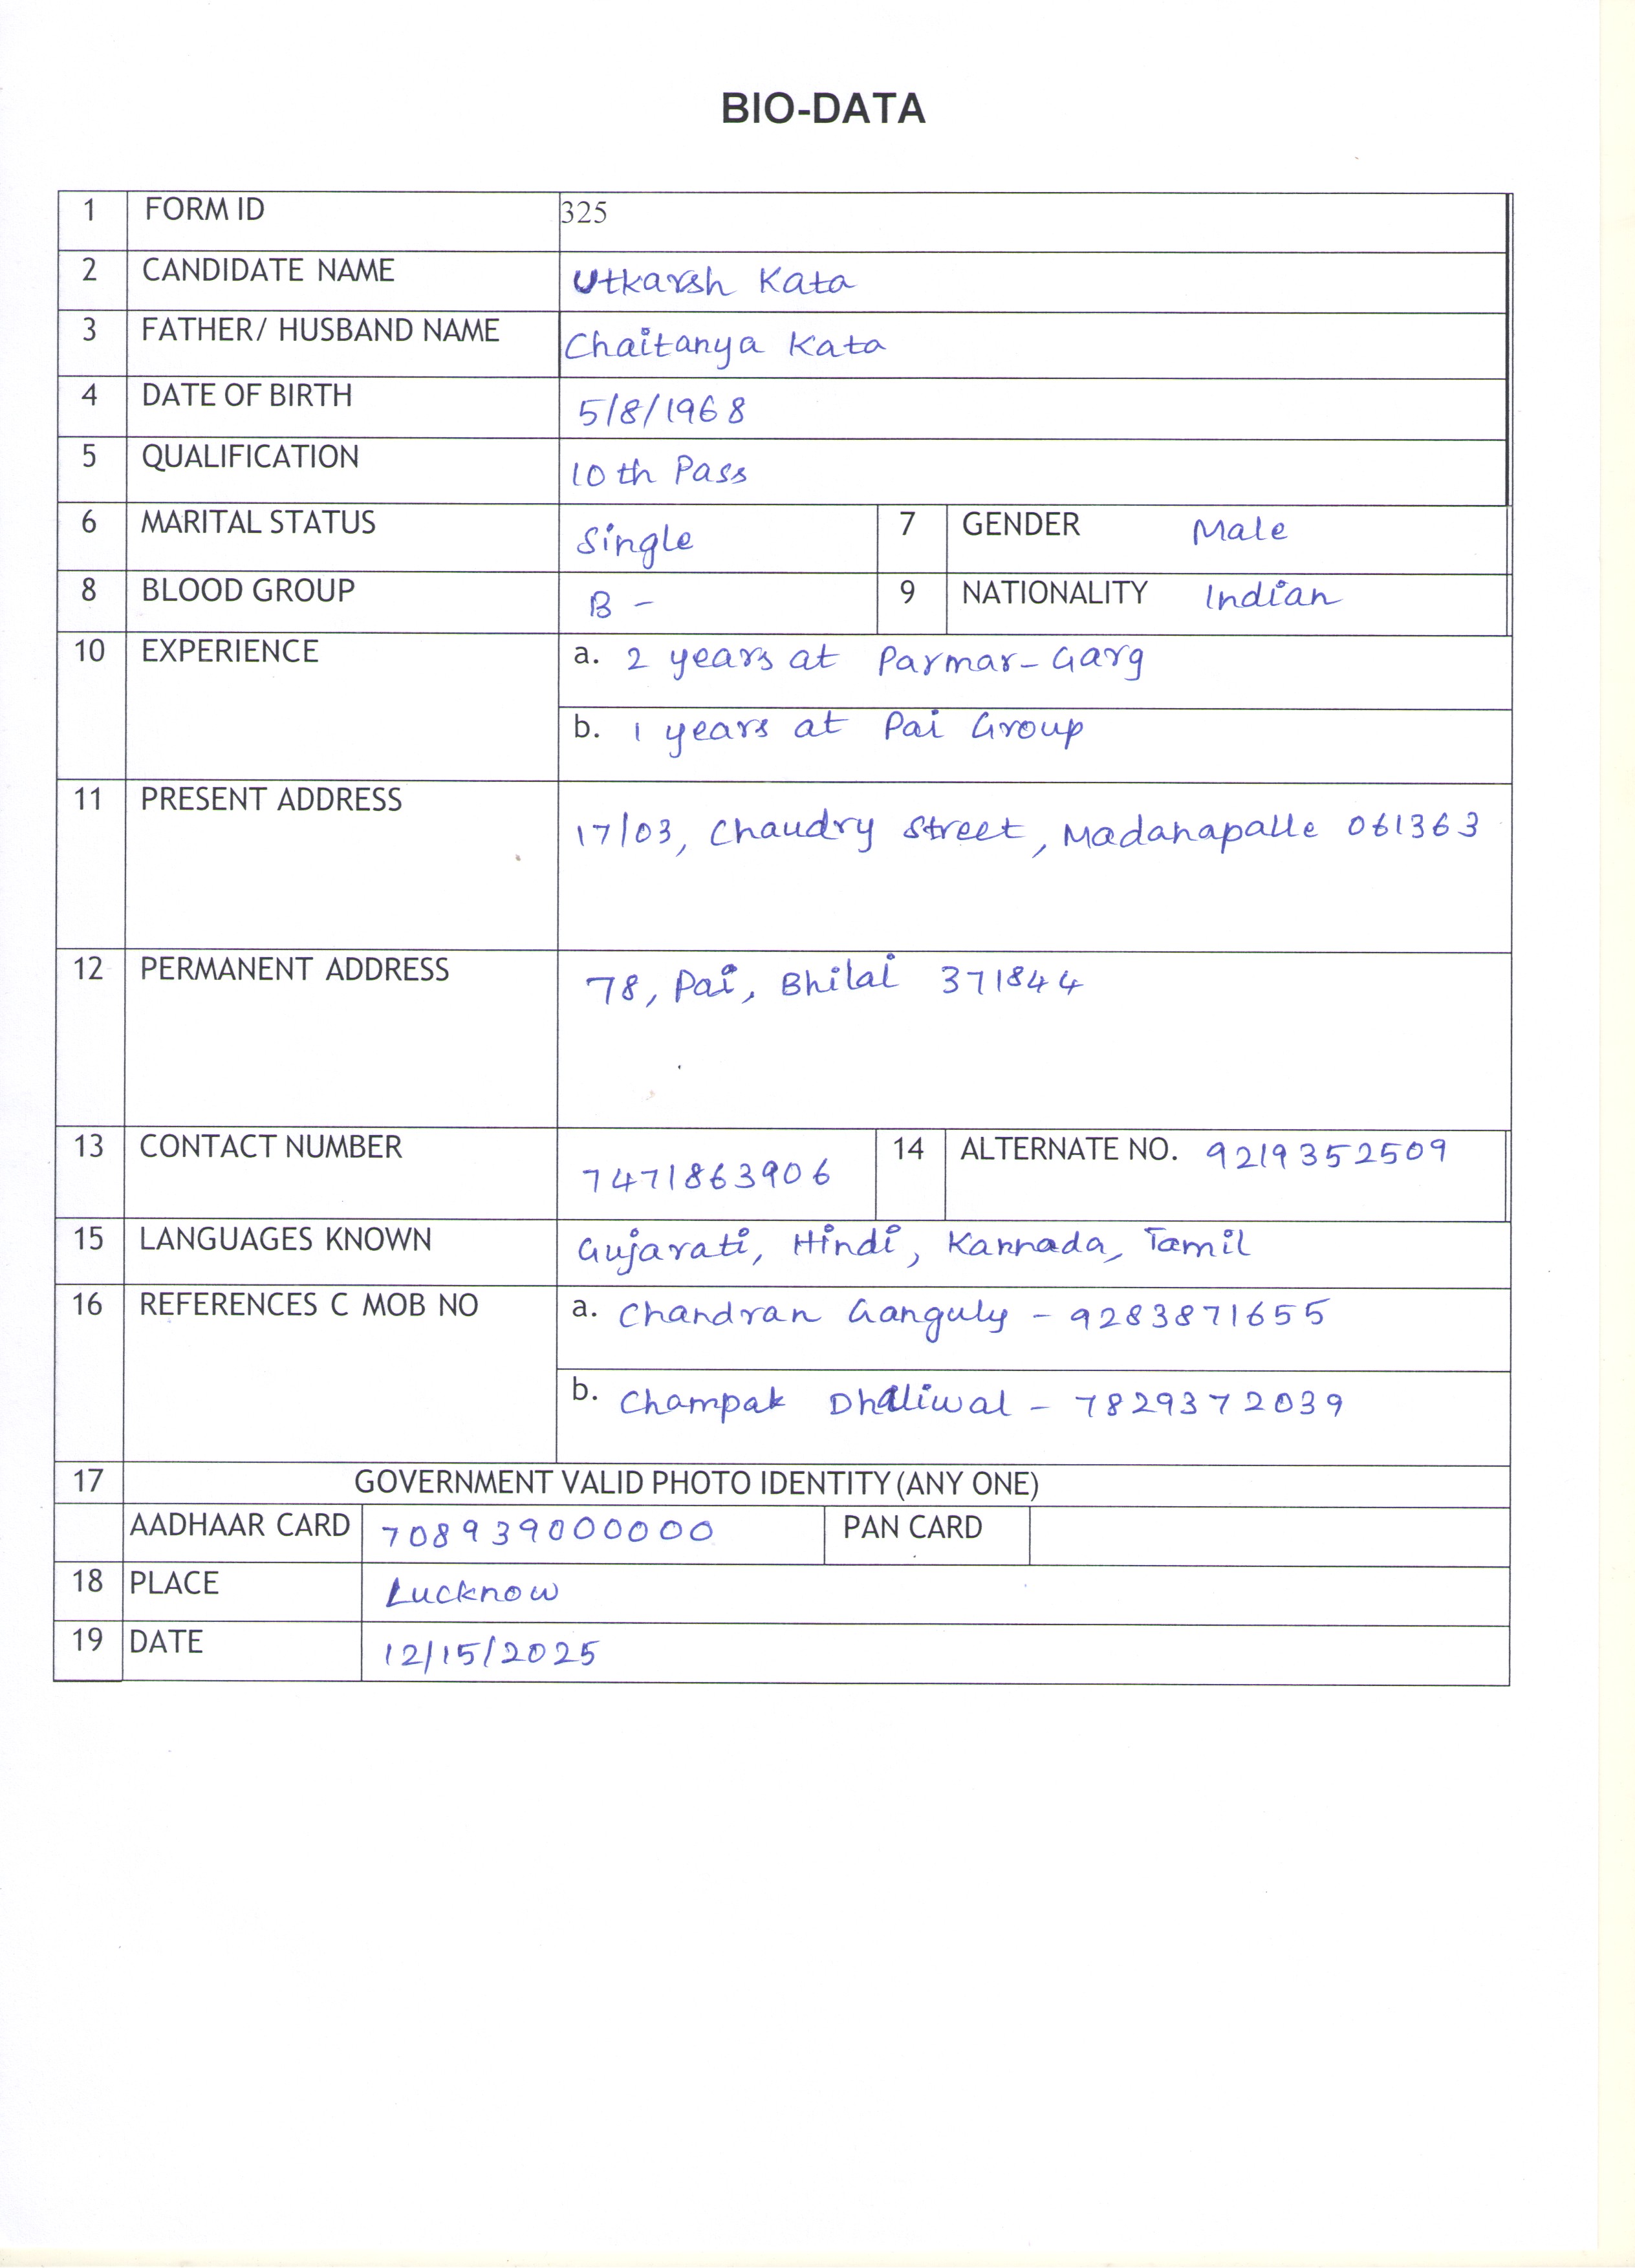 BIO-DATA
1 FORM ID 325
2 CANDIDATE NAME Utkarsh Kata
3 FATHER/ HUSBAND NAME Chaitanya Kata
4 DATE OF BIRTH 5/8/1968
5 QUALIFICATION 10th Pass
6 MARITAL STATUS Single 7 GENDER Male
8 BLOOD GROUP B - 9 NATIONALITY Indian
10 EXPERIENCE a. 2 years at Parmar-Garg
b. 1 years at Pai Group
11 PRESENT ADDRESS 17/03, Chaudry Street, Madanapalle 061363
12 PERMANENT ADDRESS 78, Pai, Bhilai 371844
13 CONTACT NUMBER 7471863906 14 ALTERNATE NO. 9219352509
15 LANGUAGES KNOWN Gujarati, Hindi, Kannada, Tamil
16 REFERENCES C MOB NO a. Chandran Ganguly - 9283871655
b. Champak Dhaliwal - 7829372039
17 GOVERNMENT VALID PHOTO IDENTITY (ANY ONE)
AADHAAR CARD 708939000000 PAN CARD
18 PLACE Lucknow
19 DATE 12/15/2025